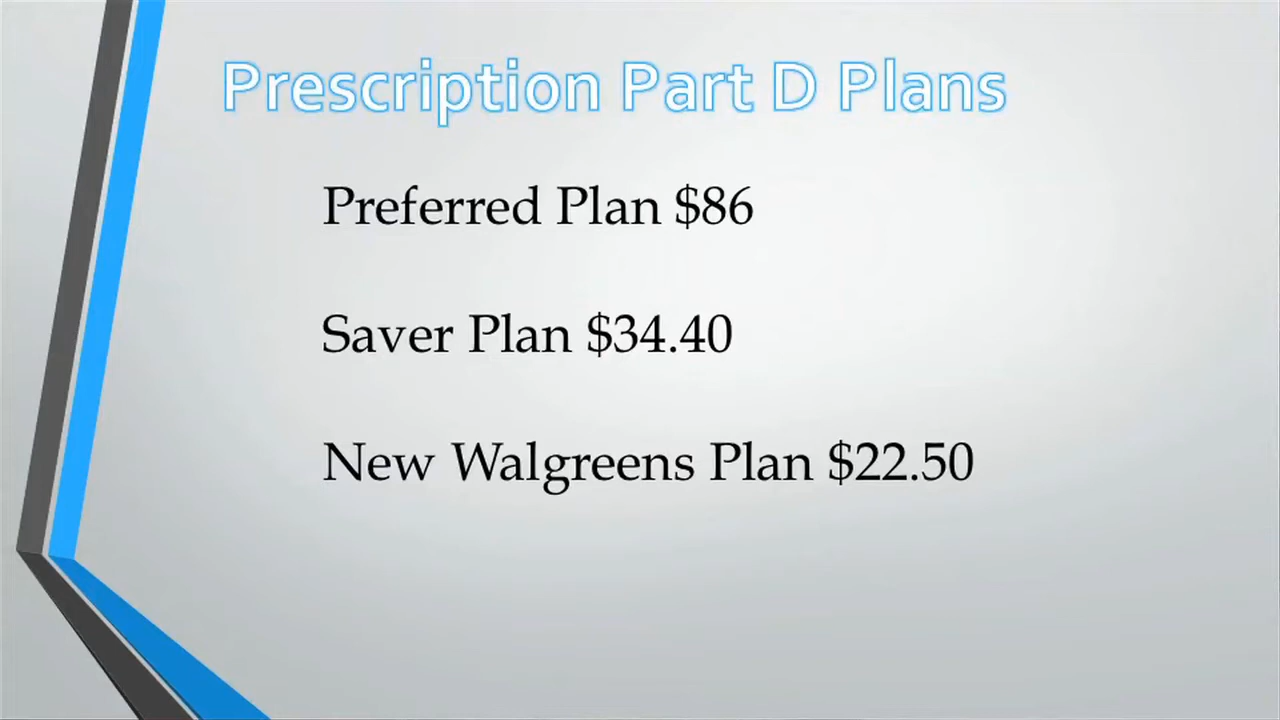 Prescription Part D Plans
Preferred Plan $86
Saver Plan $34.40
New Walgreens Plan $22.50